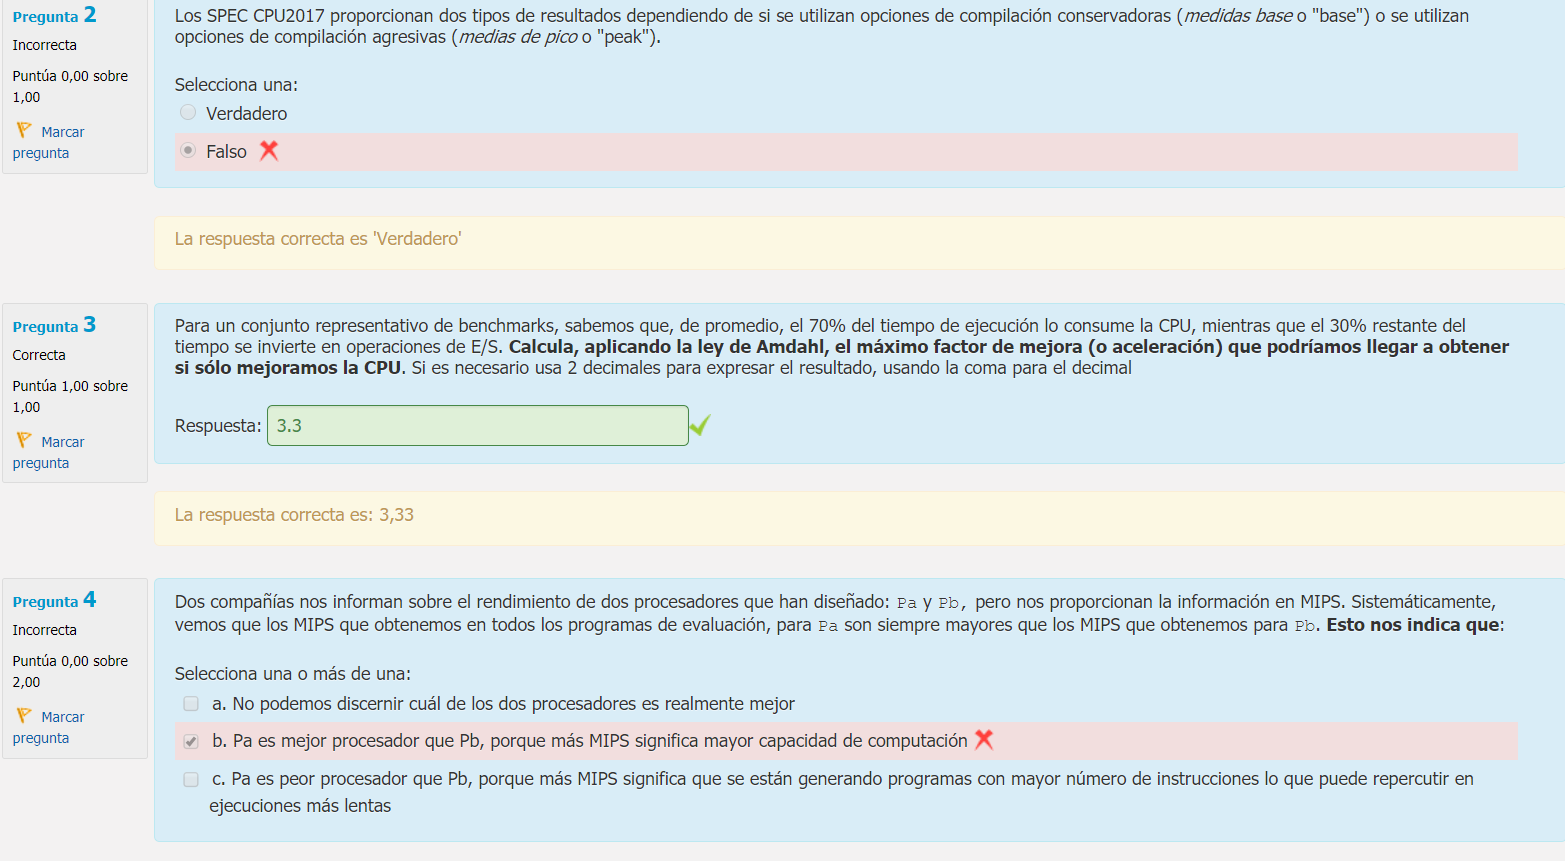 Pregunta 2
Incorrecta
Puntúa 0,00 sobre
1,00
Marcar
pregunta
Los SPEC CPU2017 proporcionan dos tipos de resultados dependiendo de si se utilizan opciones de compilación conservadoras (medidas base o "base") o se utilizan
opciones de compilación agresivas (medias de pico o "peak").
Selecciona una:
Verdadero
Falso
La respuesta correcta es 'Verdadero'
Pregunta 3
Correcta
Puntúa 1,00 sobre
1,00
Marcar
pregunta
Para un conjunto representativo de benchmarks, sabemos que, de promedio, el 70% del tiempo de ejecución lo consume la CPU, mientras que el 30% restante del
tiempo se invierte en operaciones de E/S. Calcula, aplicando la ley de Amdahl, el máximo factor de mejora (o aceleración) que podríamos llegar a obtener
si sólo mejoramos la CPU. Si es necesario usa 2 decimales para expresar el resultado, usando la coma para el decimal
Respuesta: 3.3
La respuesta correcta es: 3,33
Pregunta 4
Incorrecta
Puntúa 0,00 sobre
2,00
Marcar
pregunta
Dos compañías nos informan sobre el rendimiento de dos procesadores que han diseñado: Pa y Pb, pero nos proporcionan la información en MIPS. Sistemáticamente,
vemos que los MIPS que obtenemos en todos los programas de evaluación, para Pa son siempre mayores que los MIPS que obtenemos para Pb. Esto nos indica que:
Selecciona una o más de una:
a. No podemos discernir cuál de los dos procesadores es realmente mejor
b. Pa es mejor procesador que Pb, porque más MIPS significa mayor capacidad de computación
c. Pa es peor procesador que Pb, porque más MIPS significa que se están generando programas con mayor número de instrucciones lo que puede repercutir en
ejecuciones más lentas